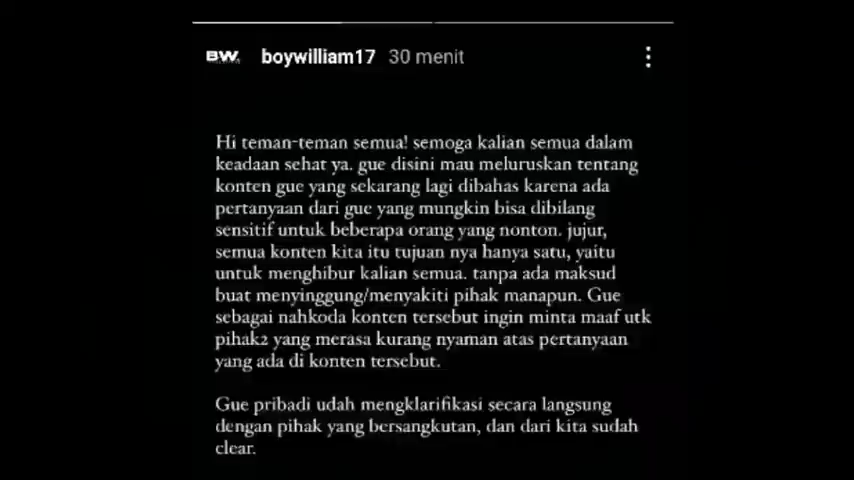 BW. boywilliam17 30 menit
Hi teman-teman semua! semoga kalian semua dalam
keadaan sehat ya. gue disini mau meluruskan tentang
konten gue yang sekarang lagi dibahas karena ada
pertanyaan dari gue yang mungkin bisa dibilang
sensitif untuk beberapa orang yang nonton. jujur,
semua konten kita itu tujuan nya hanya satu, yaitu
untuk menghibur kalian semua. tanpa ada maksud
buat menyinggung/menyakiti pihak manapun. Gue
sebagai nahkoda konten tersebut ingin minta maaf utk
pihak2 yang merasa kurang nyaman atas pertanyaan
yang ada di konten tersebut.
Gue pribadi udah mengklarifikasi secara langsung
dengan pihak yang bersangkutan, dan dari kita sudah
clear.